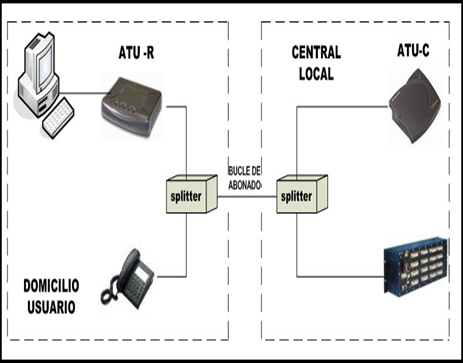 ATU -R
CENTRAL
LOCAL
ATU-C
BUCLE DE
ABONADO
splitter
splitter
DOMICILIO
USUARIO